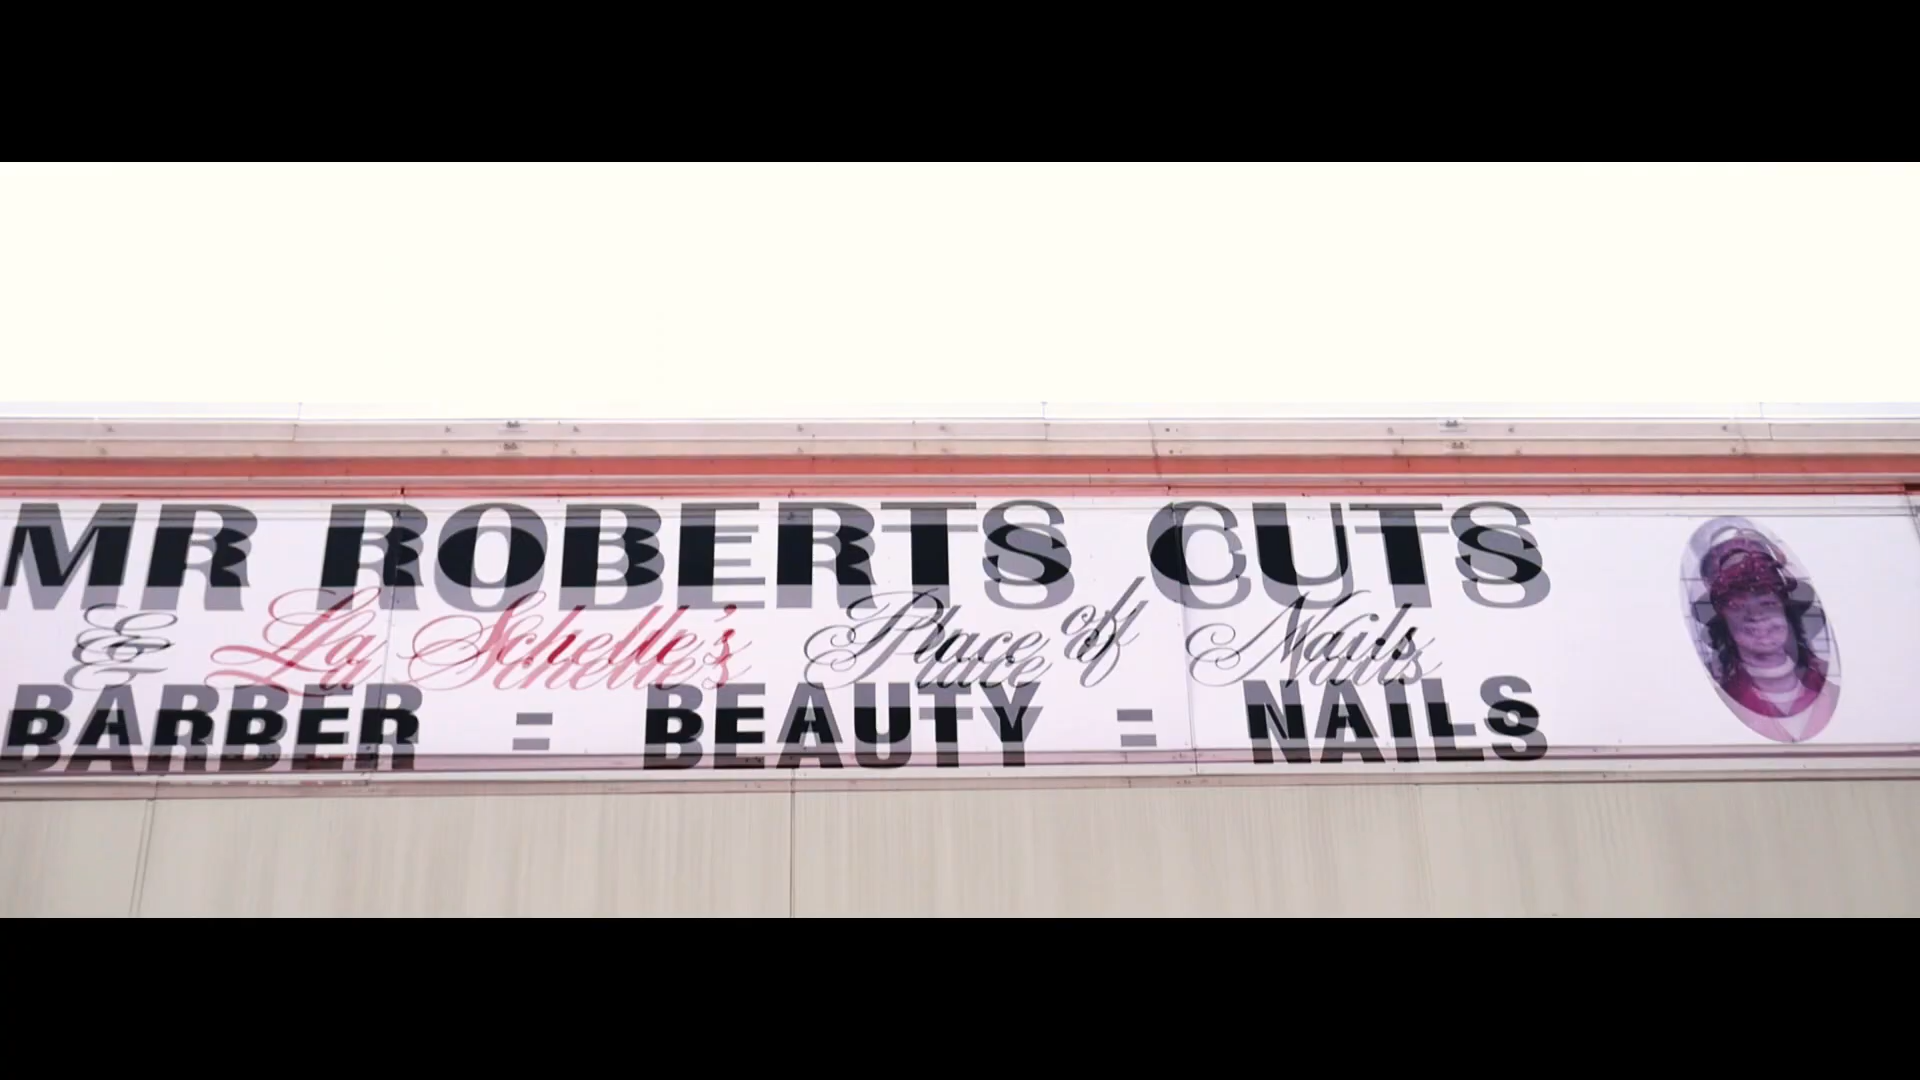 MR ROBERTS CUTS
& La Schelle's Place of Nails
BARBER = BEAUTY = NAILS